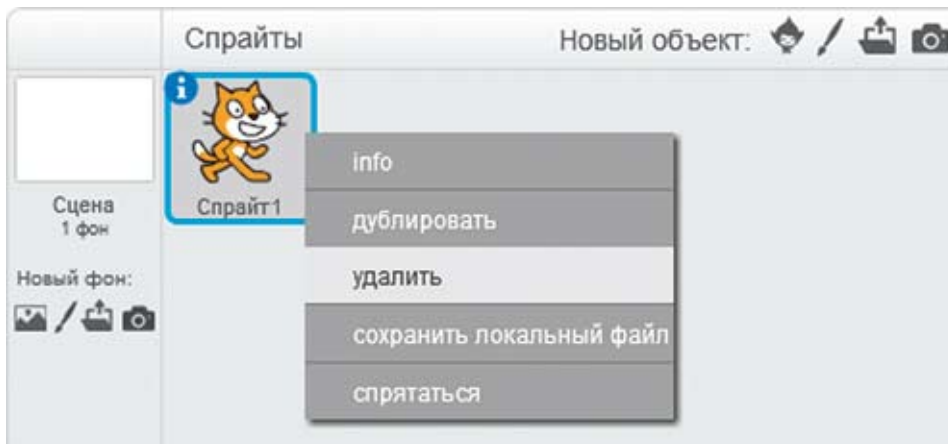 Спрайты
Новый объект:
Сцена
1 фон
Новый фон:
Спрайт1
info
дублировать
удалить
сохранить локальный файл
спрятаться